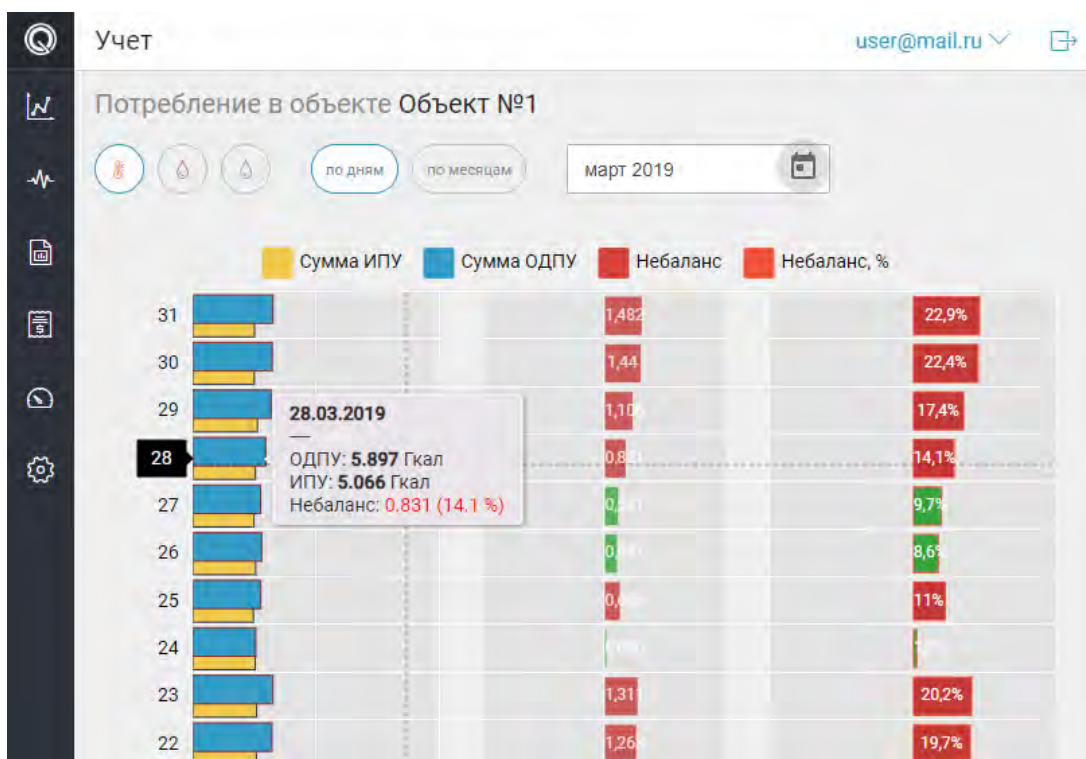 Учет user@mail.ru
Потребление в объекте Объект №1
по дням по месяцам март 2019
Сумма ИПУ Сумма ОДПУ Небаланс Небаланс, %
31 1,482 22,9%
30 1,44 22,4%
29 17,4%
28.03.2019
28 14,1%
ОДПУ: 5.897 Гкал
ИПУ: 5.066 Гкал
Небаланс: 0.831 (14.1 %)
27 9,7%
26 8,6%
25 11%
24
23 1,311 20,2%
22 19,7%